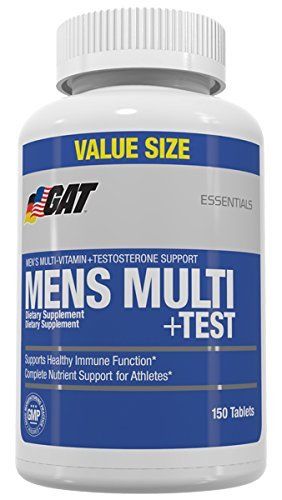 VALUE SIZE
GAT
ESSENTIALS
MEN'S MULTI-VITAMIN+TESTOSTERONE SUPPORT
MENS MULTI
+TEST
Dietary Supplement
Dietary Supplement
Supports Healthy Immune Function*
Complete Nutrient Support for Athletes*
GMP
150 Tablets